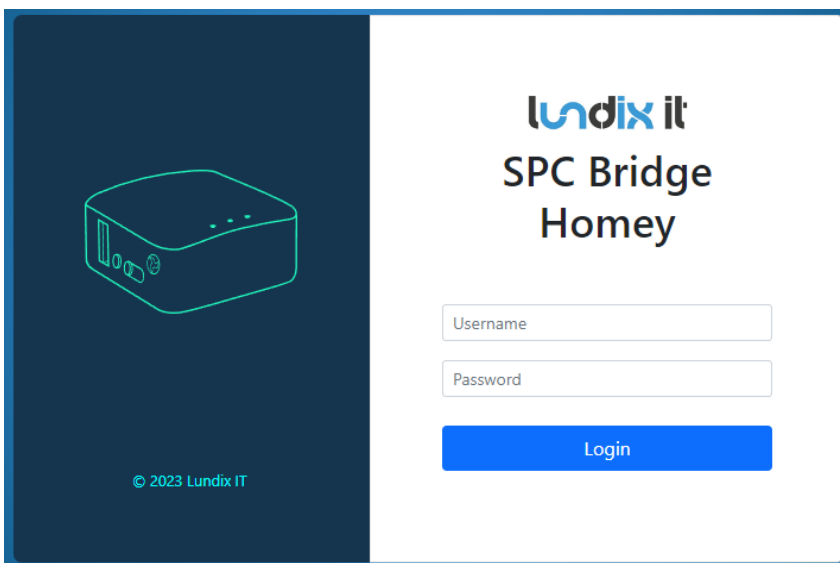 lundix it
SPC Bridge
Homey
Username
Password
Login
© 2023 Lundix IT